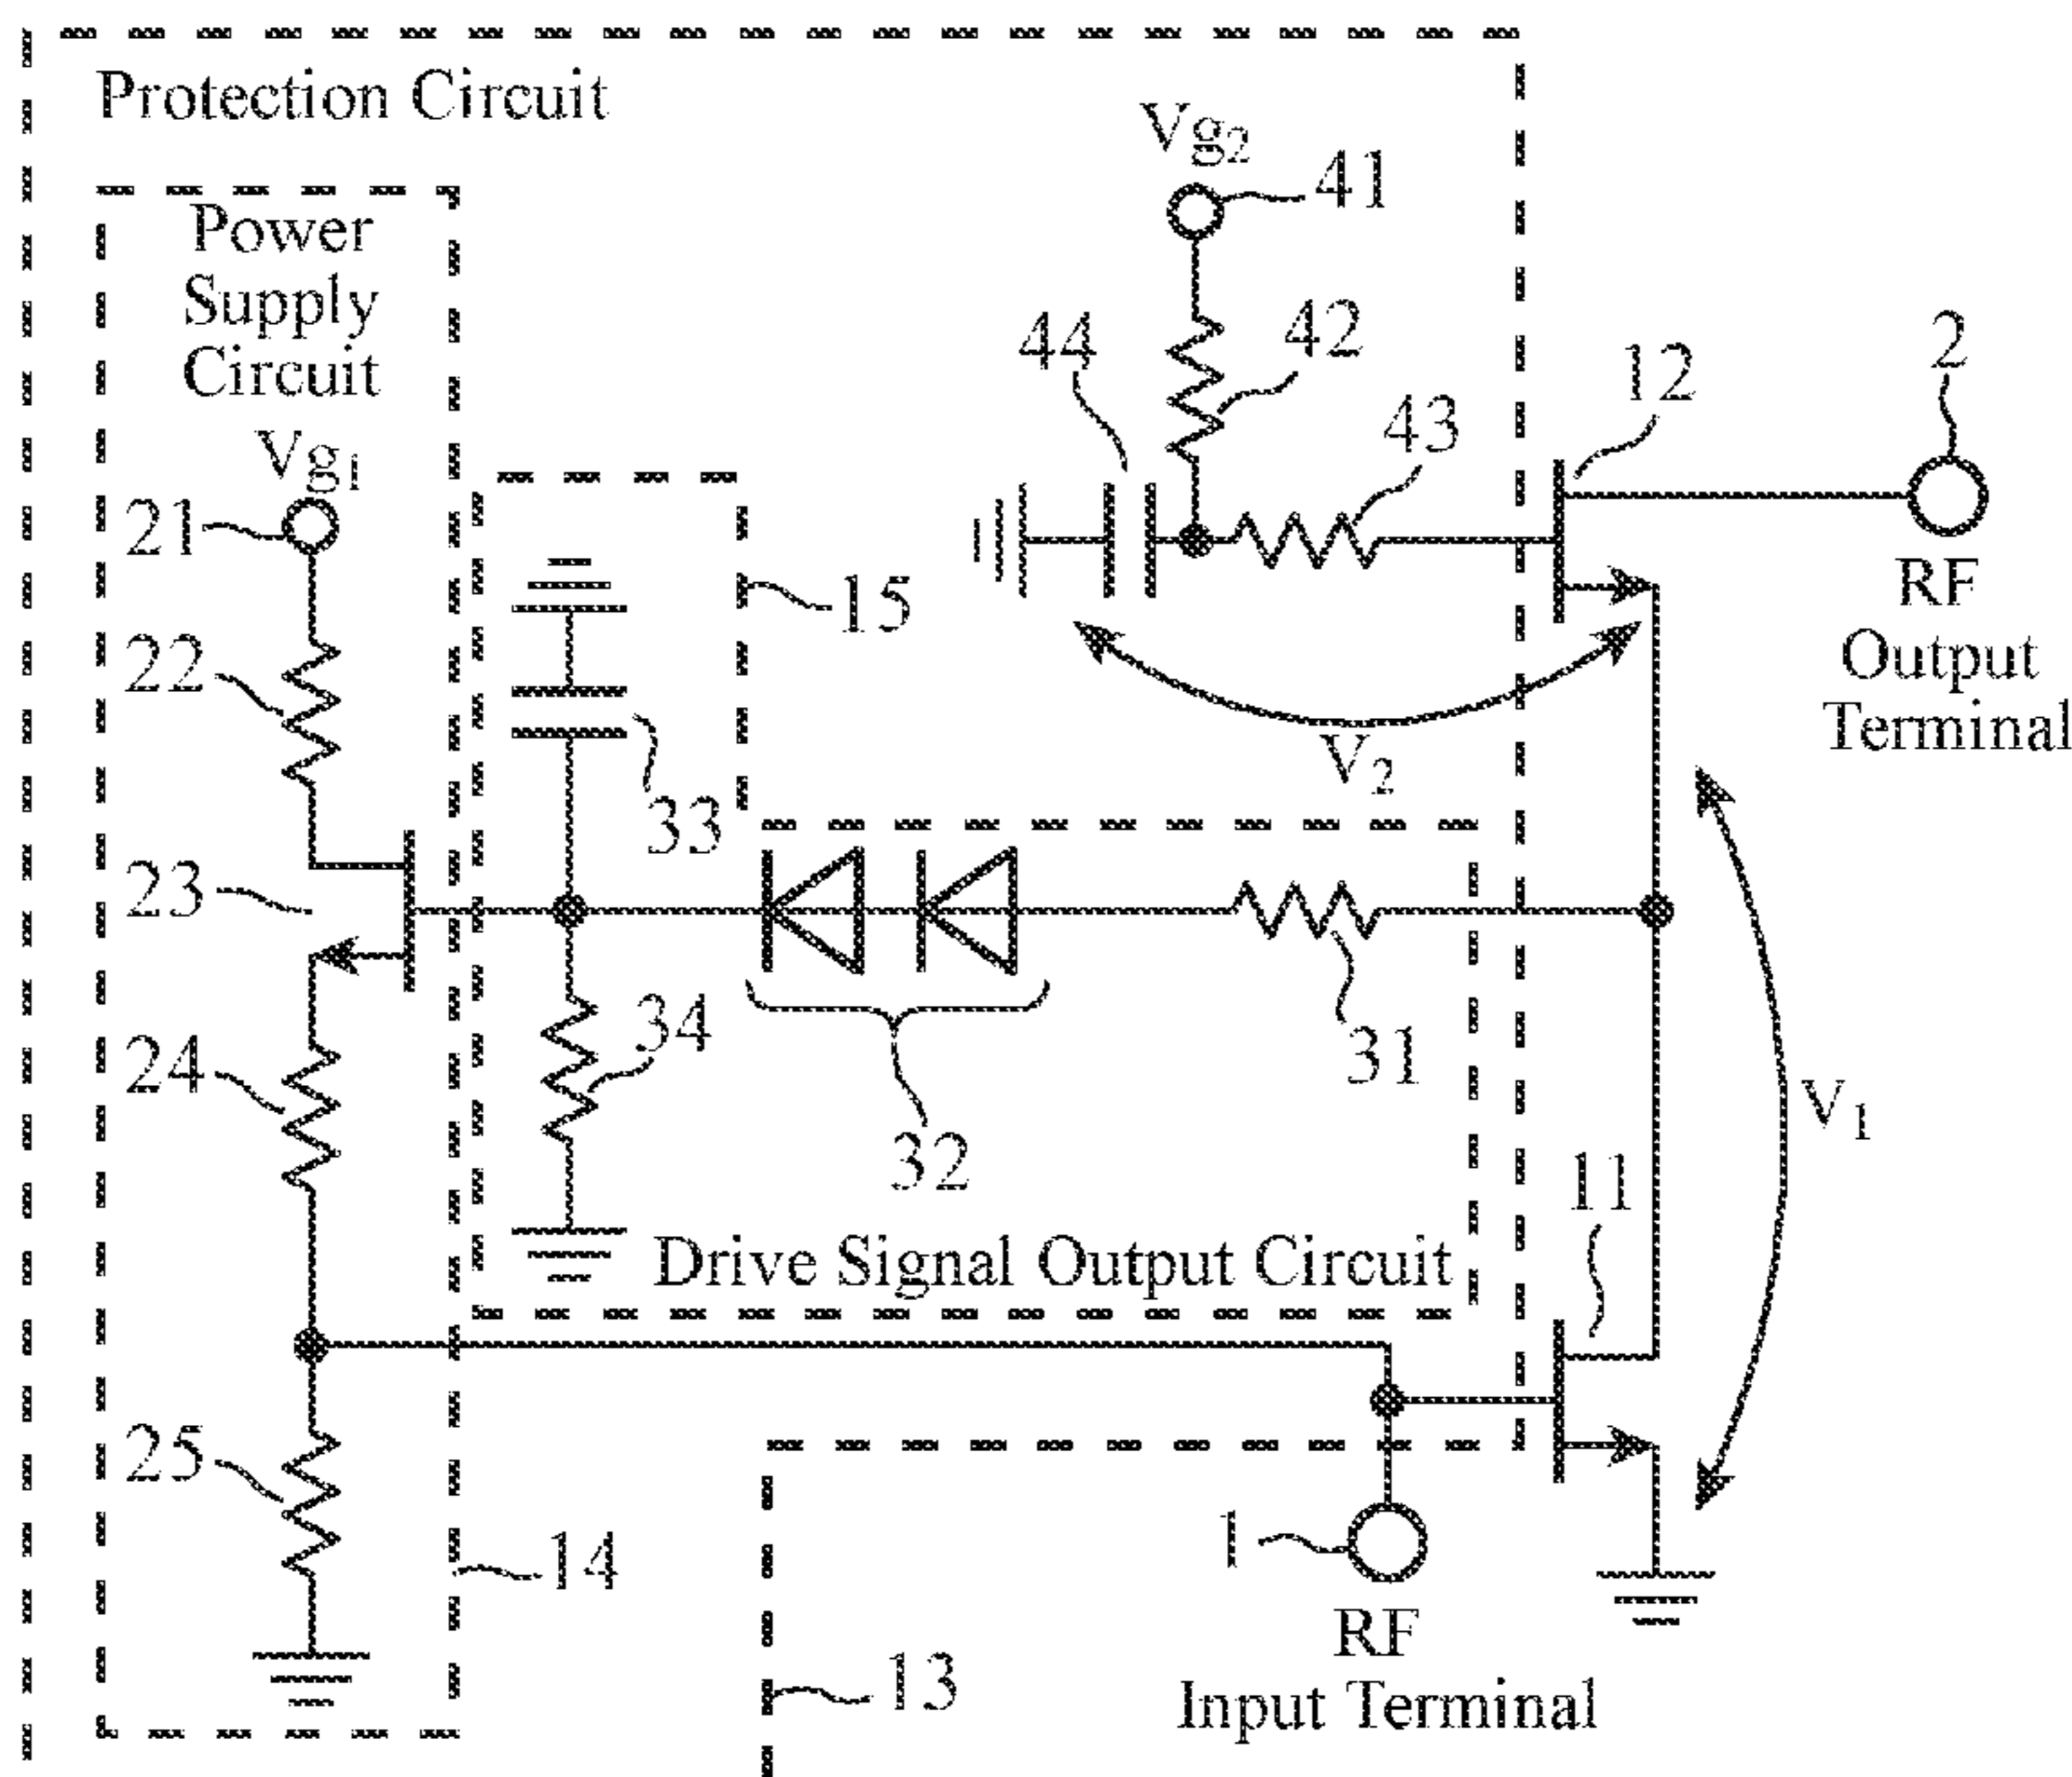 Protection Circuit
Vg2
41
Power
Supply
Circuit
44
42
2
12
43
Vg1
21
RF
Output
Terminal
15
22
V2
33
23
34
31
24
V1
32
11
Drive Signal Output Circuit
25
1
14
RF
Input Terminal
13